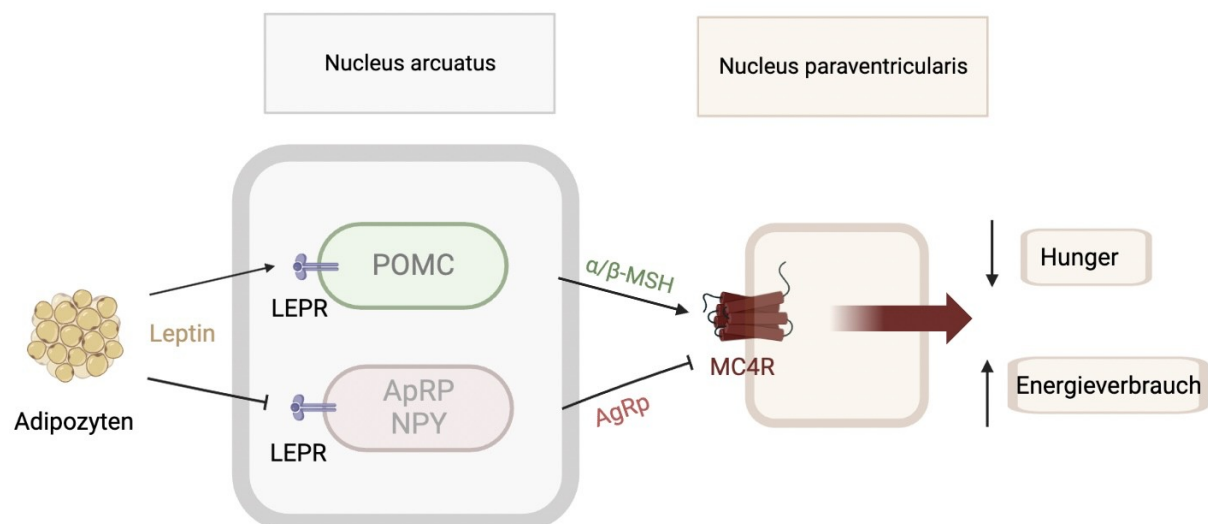 Nucleus arcuatus
Nucleus paraventricularis
POMC
LEPR
α/β-MSH
Hunger
Leptin
MC4R
ApRP
NPY
LEPR
AgRp
Energieverbrauch
Adipozyten